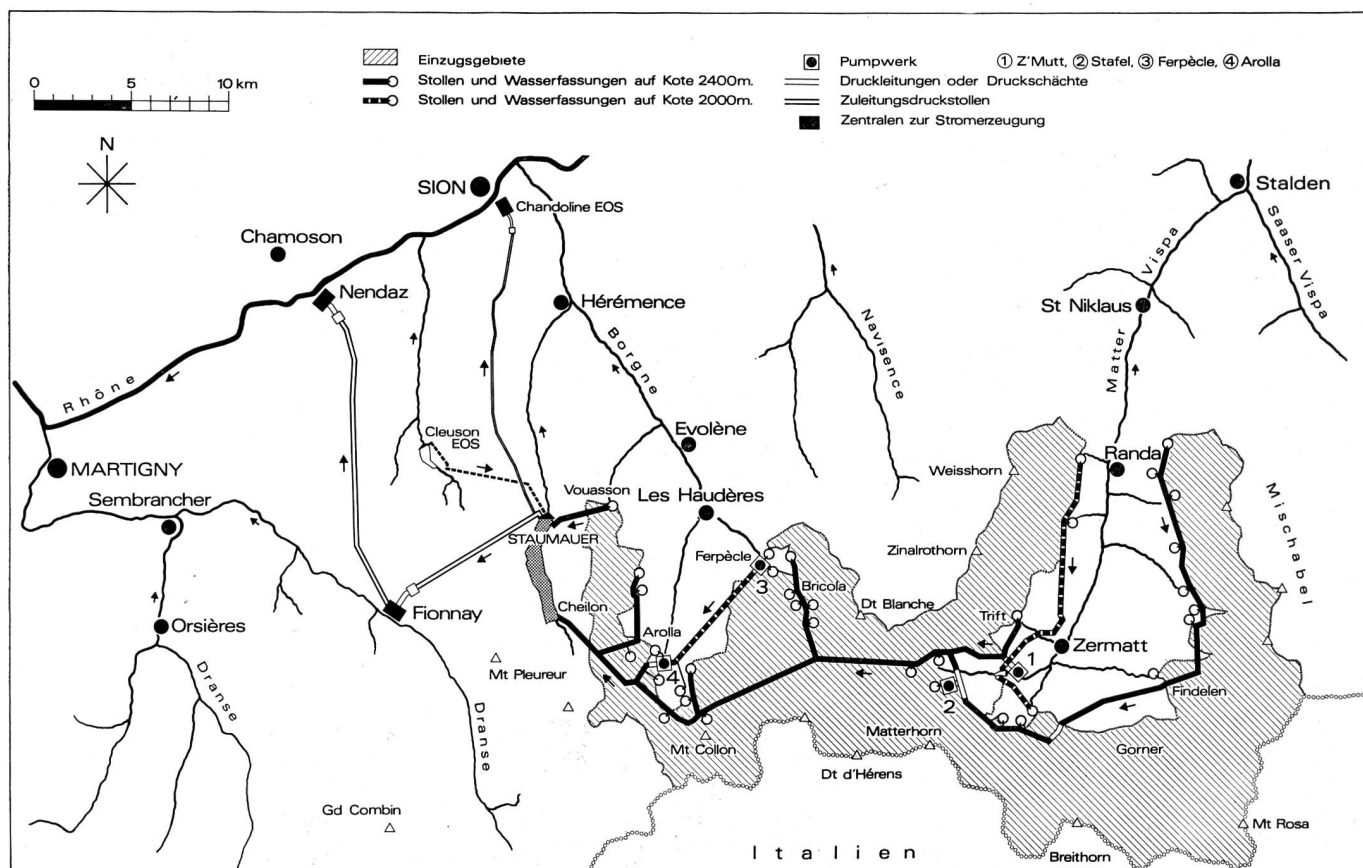 Einzugsgebiete
Stollen und Wasserfassungen auf Kote 2400m.
Stollen und Wasserfassungen auf Kote 2000m.
Pumpwerk ① Z'Mutt, ② Stafel, ③ Ferpècle, ④ Arolla
Druckleitungen oder Druckschächte
Zuleitungsdruckstollen
Zentralen zur Stromerzeugung
0 5 10 km
N
SION
Chandoline EOS
Stalden
Chamoson
Nendaz
Hérémence
St Niklaus
Vispa
Saaser Vispa
Matter
Borgne
Navisence
Rhône
Cleuson
EOS
Evolène
Weisshorn
Randa
MARTIGNY
Sembrancher
Vouasson
Les Haudères
STAUMAUER
Mischabel
Zinalrothorn
Ferpècle
3
Bricola
Fionnay
Cheilon
Dt Blanche
Trift
Orsières
Arolla
4
Zermatt
1
2
Mt Pleureur
Findelen
Dranse
Dranse
Mt Collon
Matterhorn
Gorner
Dt d'Hérens
Gd Combin
Mt Rosa
Italien
Breithorn